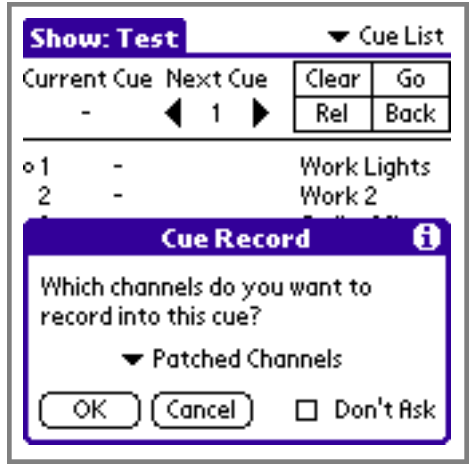 Show: Test Cue List
Current Cue Next Cue Clear Go
- 1 Rel Back
1 - Work Lights
2 - Work 2
Cue Record
Which channels do you want to
record into this cue?
Patched Channels
OK Cancel Don't Ask